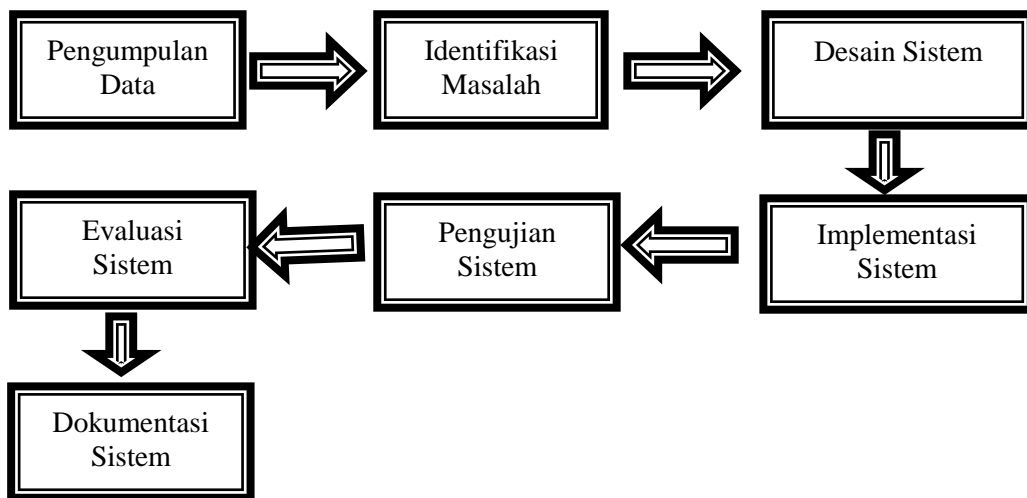 Pengumpulan
Data
Identifikasi
Masalah
Desain Sistem
Implementasi
Sistem
Pengujian
Sistem
Evaluasi
Sistem
Dokumentasi
Sistem